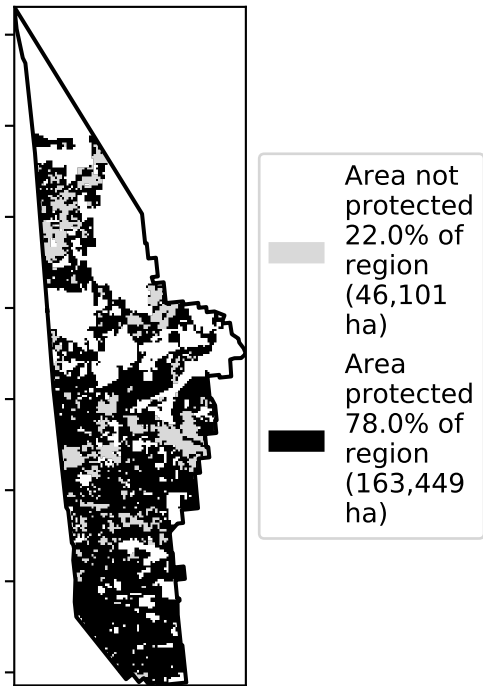 Area not
protected
22.0% of
region
(46,101
ha)
Area
protected
78.0% of
region
(163,449
ha)